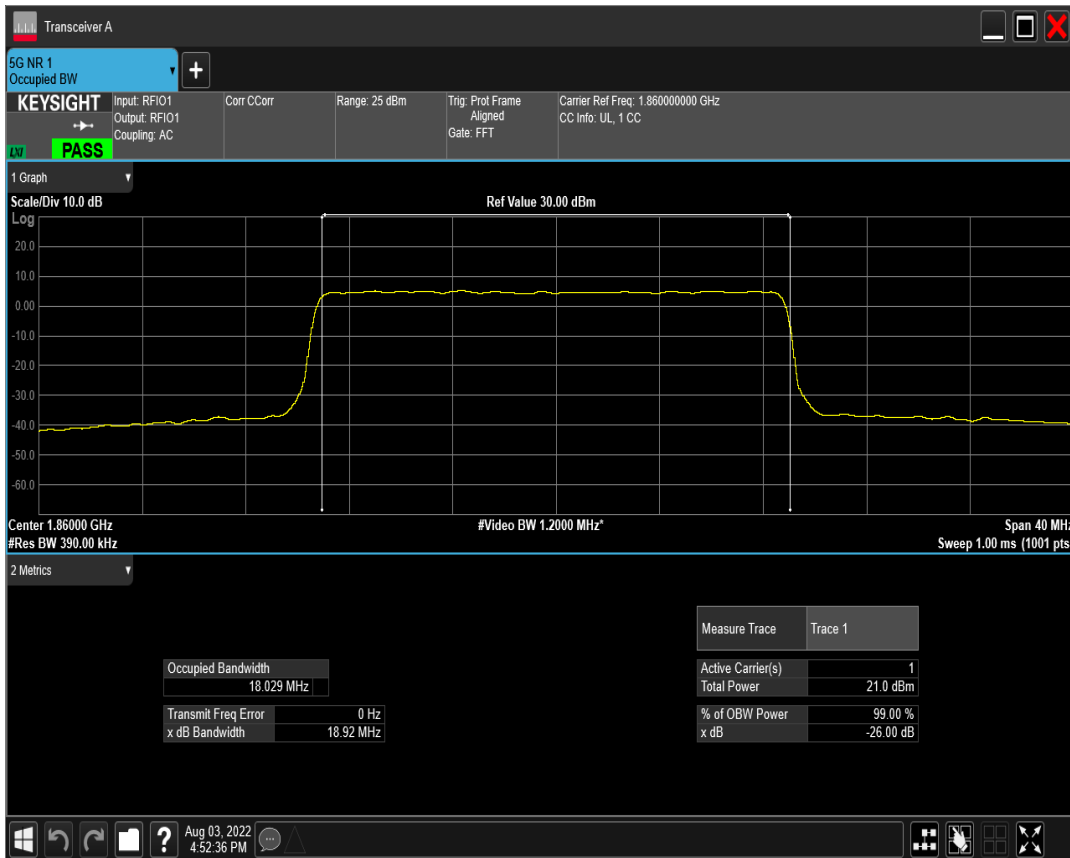 Transceiver A
5G NR 1
Occupied BW
+
KEYSIGHT
LXI
PASS
Input: RFIO1
Output: RFIO1
Coupling: AC
Corr CCorr
Range: 25 dBm
Trig: Prot Frame
Aligned
Gate: FFT
Carrier Ref Freq: 1.860000000 GHz
CC Info: UL, 1 CC
1 Graph
Scale/Div 10.0 dB
Ref Value 30.00 dBm
Log
20.0
10.0
0.00
-10.0
-20.0
-30.0
-40.0
-50.0
-60.0
Center 1.86000 GHz
#Video BW 1.2000 MHz*
Span 40 MHz
#Res BW 390.00 kHz
Sweep 1.00 ms (1001 pts
2 Metrics
Measure Trace Trace 1
Occupied Bandwidth
18.029 MHz
Active Carrier(s) 1
Total Power 21.0 dBm
Transmit Freq Error 0 Hz
x dB Bandwidth 18.92 MHz
% of OBW Power 99.00 %
x dB -26.00 dB
?
Aug 03, 2022
4:52:36 PM